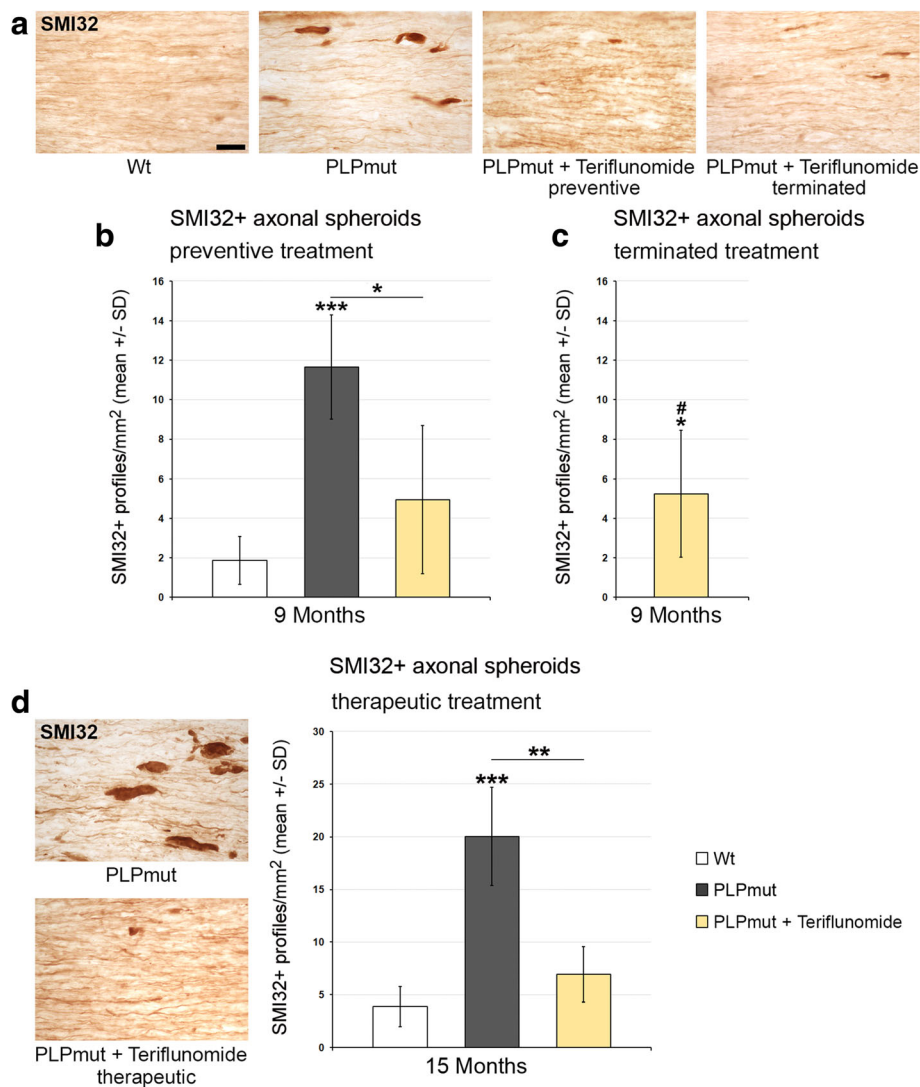 a
SMI32
Wt
PLPmut
PLPmut + Teriflunomide
preventive
PLPmut + Teriflunomide
terminated
b
SMI32+ axonal spheroids
preventive treatment
SMI32+ profiles/mm² (mean +/- SD)
16
14
12
10
8
6
4
2
0
***
*
9 Months
c
SMI32+ axonal spheroids
terminated treatment
SMI32+ profiles/mm² (mean +/- SD)
16
14
12
10
8
6
4
2
0
#
*
9 Months
d
SMI32
PLPmut
PLPmut + Teriflunomide
therapeutic
SMI32+ axonal spheroids
therapeutic treatment
SMI32+ profiles/mm² (mean +/- SD)
30
25
20
15
10
5
0
***
**
15 Months
Wt
PLPmut
PLPmut + Teriflunomide